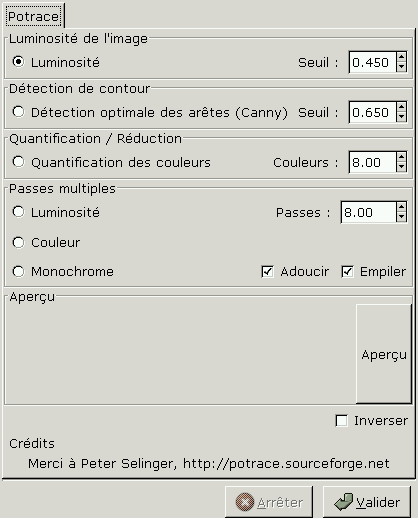 Potrace
Luminosité de l'image
Luminosité Seuil : 0.450
Détection de contour
Détection optimale des arêtes (Canny) Seuil : 0.650
Quantification / Réduction
Quantification des couleurs Couleurs : 8.00
Passes multiples
Luminosité Passes : 8.00
Couleur
Monochrome Adoucir Empiler
Aperçu
Aperçu
Inverser
Crédits
Merci à Peter Selinger, http://potrace.sourceforge.net
Arrêter Valider